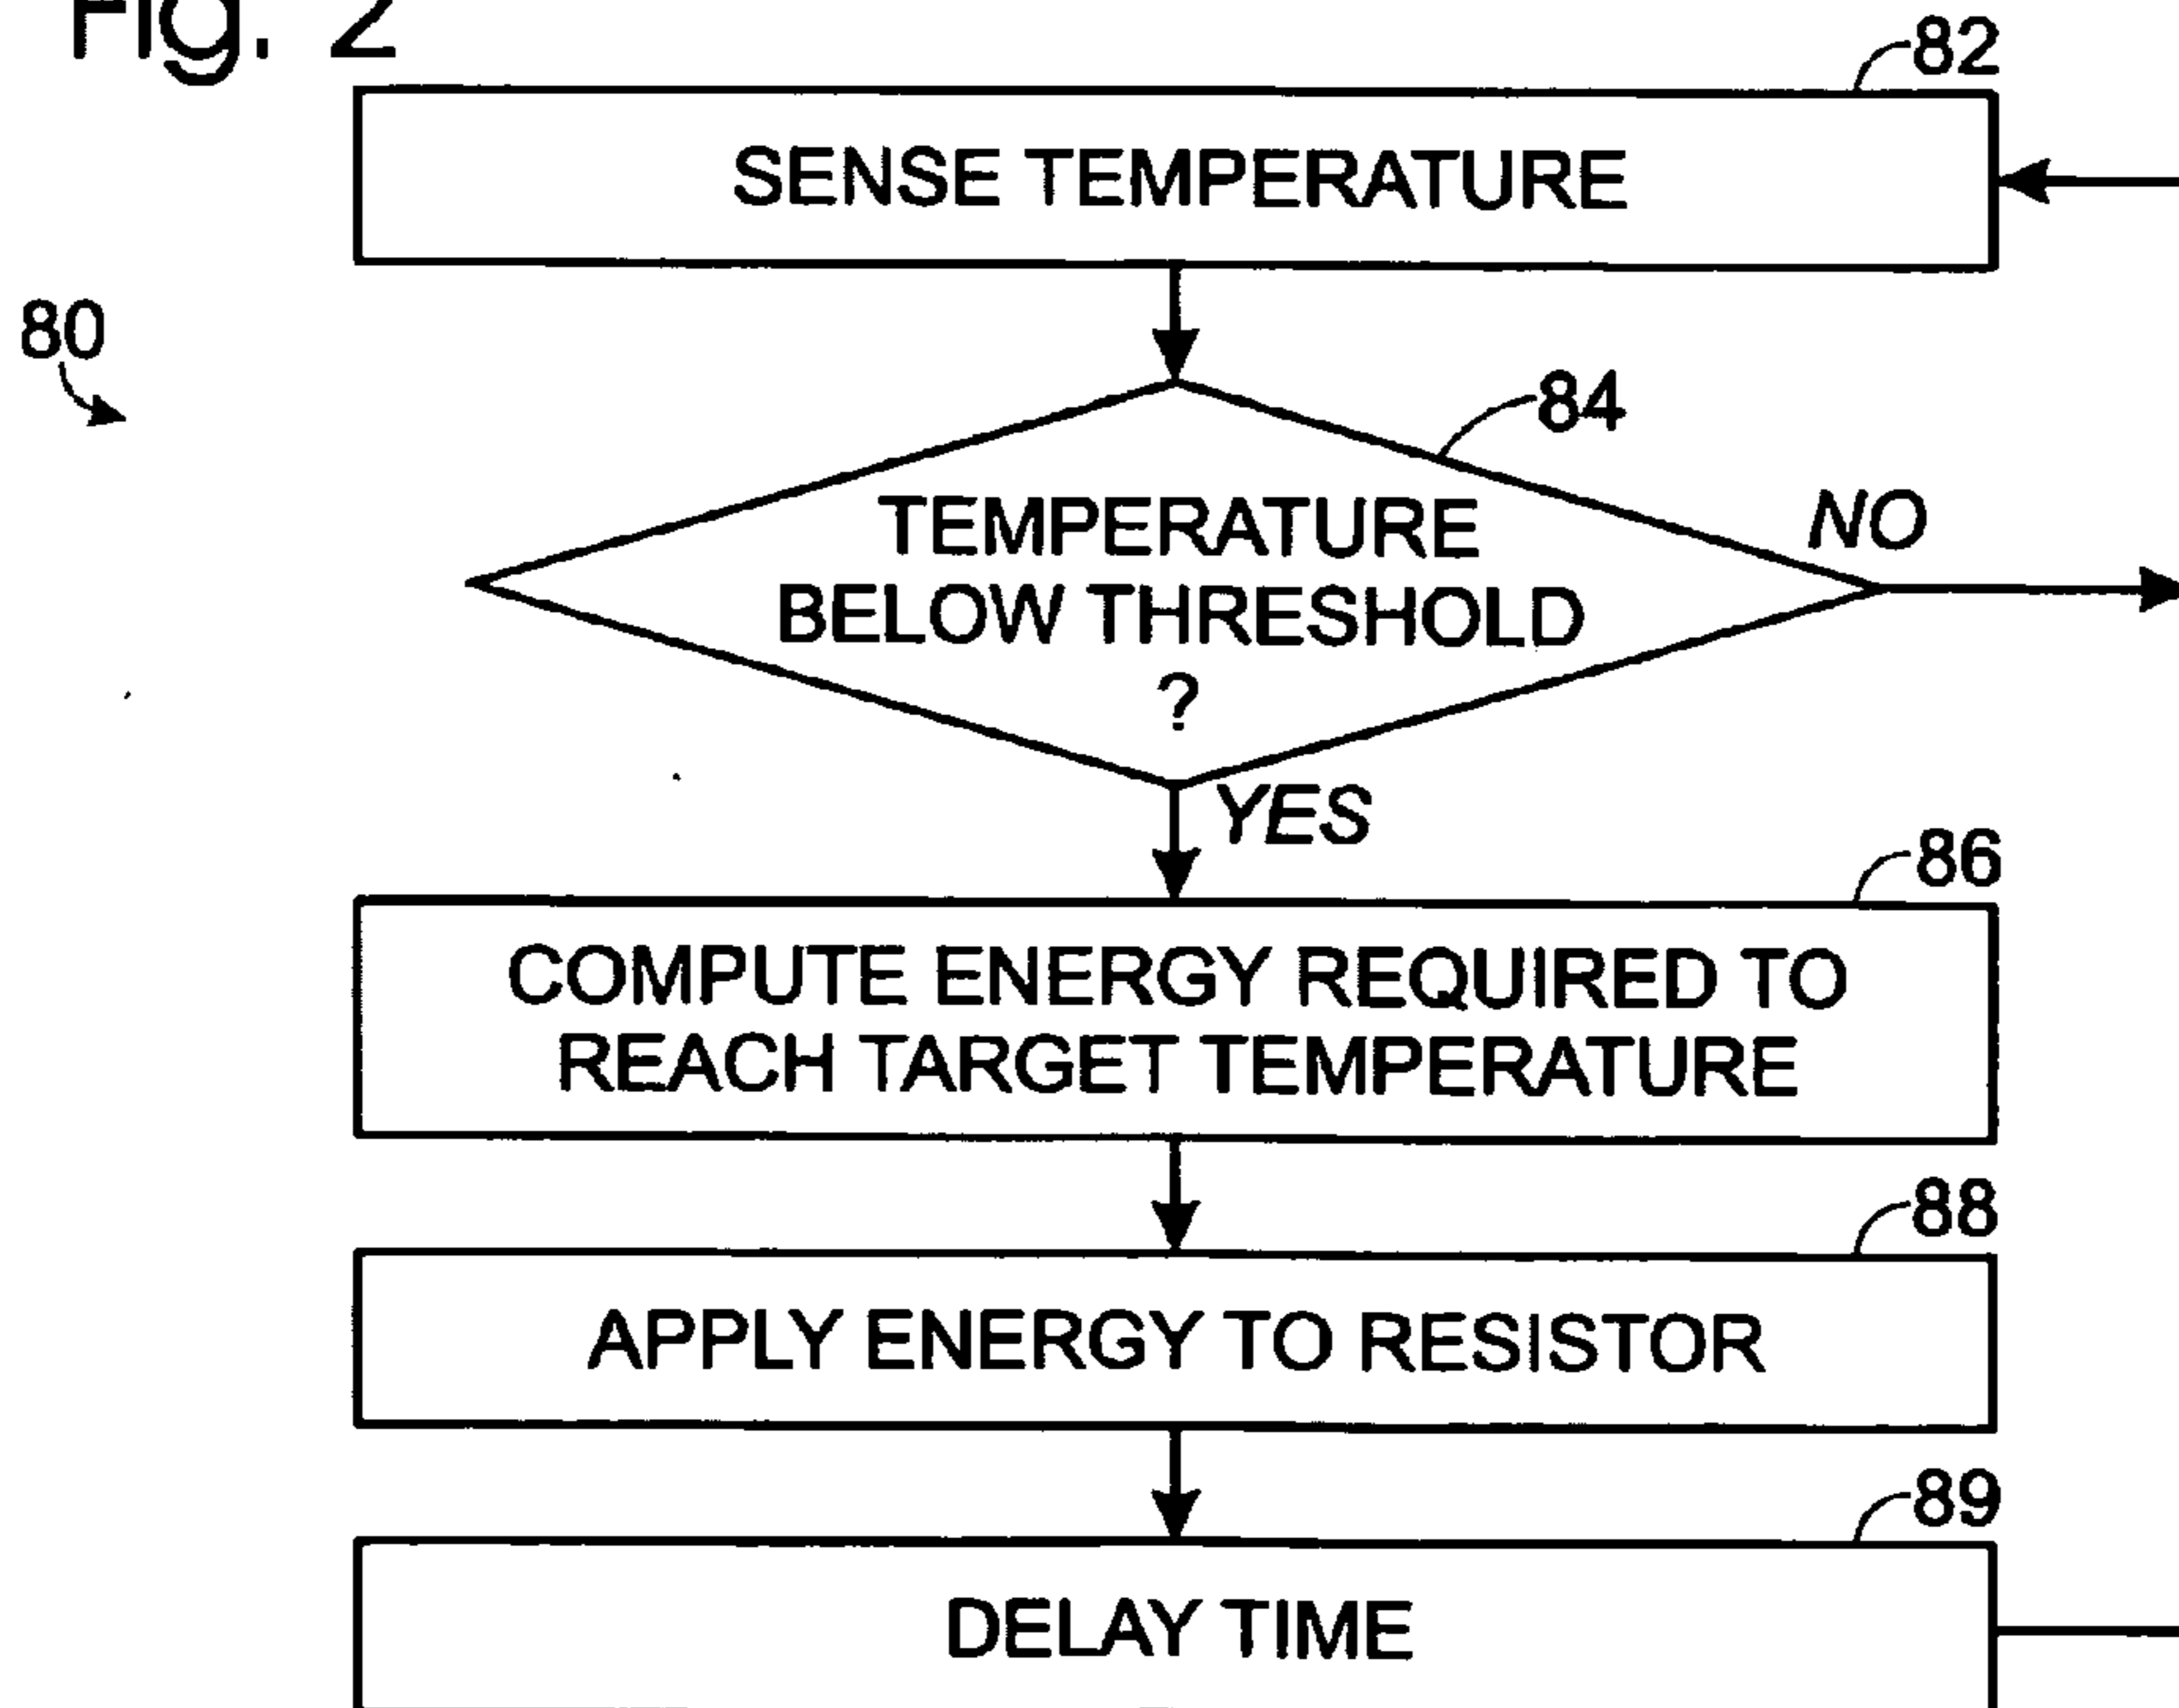 Fig. 2
82
SENSE TEMPERATURE
80
84
TEMPERATURE
BELOW THRESHOLD
?
NO
YES
86
COMPUTE ENERGY REQUIRED TO
REACH TARGET TEMPERATURE
88
APPLY ENERGY TO RESISTOR
89
DELAY TIME